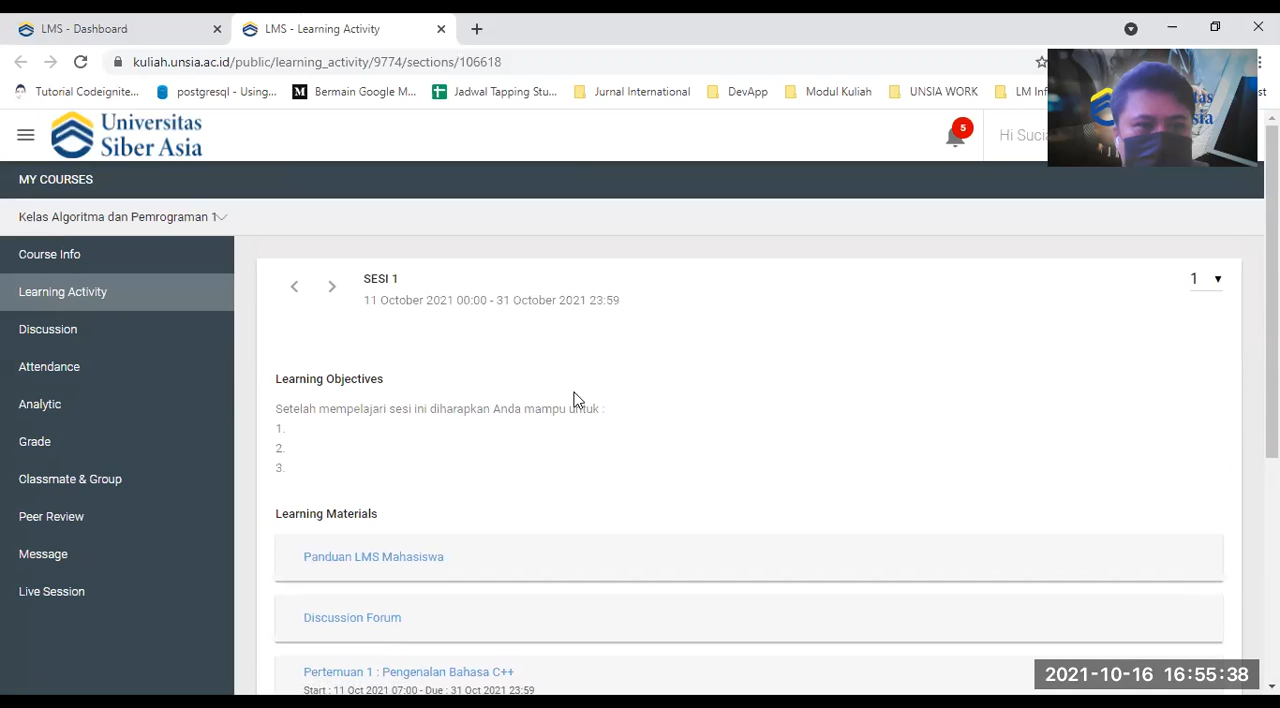 LMS - Dashboard
LMS - Learning Activity
kuliah.unsia.ac.id/public/learning_activity/9774/sections/106618
Tutorial Codeignite...
postgresql - Using...
Bermain Google M...
Jadwal Tapping Stu...
Jurnal International
DevApp
Modul Kuliah
UNSIA WORK
LM Inf
Universitas
Siber Asia
5
Hi Sucia
MY COURSES
Kelas Algoritma dan Pemrograman 1
Course Info
Learning Activity
Discussion
Attendance
Analytic
Grade
Classmate & Group
Peer Review
Message
Live Session
SESI 1
1
11 October 2021 00:00 - 31 October 2021 23:59
Learning Objectives
Setelah mempelajari sesi ini diharapkan Anda mampu untuk :
1.
2.
3.
Learning Materials
Panduan LMS Mahasiswa
Discussion Forum
Pertemuan 1 : Pengenalan Bahasa C++
Start : 11 Oct 2021 07:00 - Due : 31 Oct 2021 23:59
2021-10-16 16:55:38